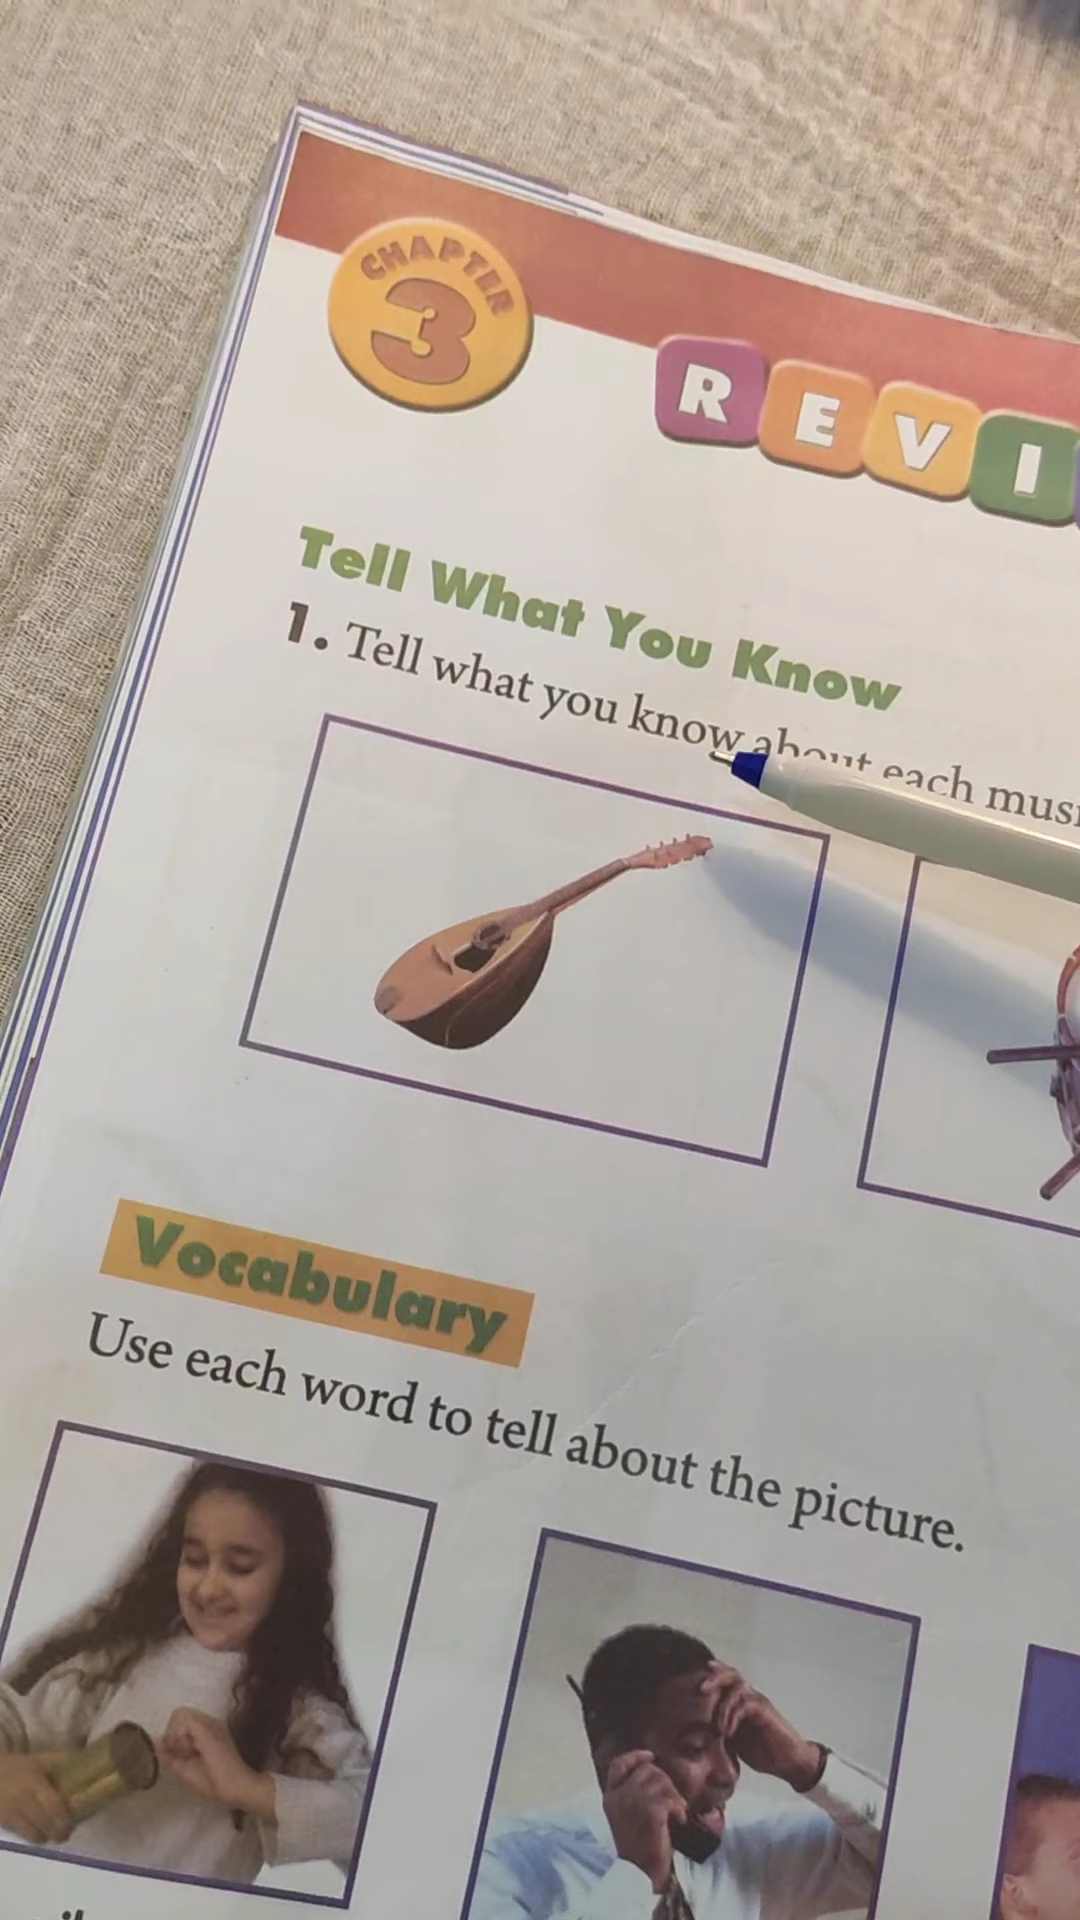 CHAPTER
3
REVI
Tell What You Know
1. Tell what you know about each
Vocabulary
Use each word to tell about the picture.